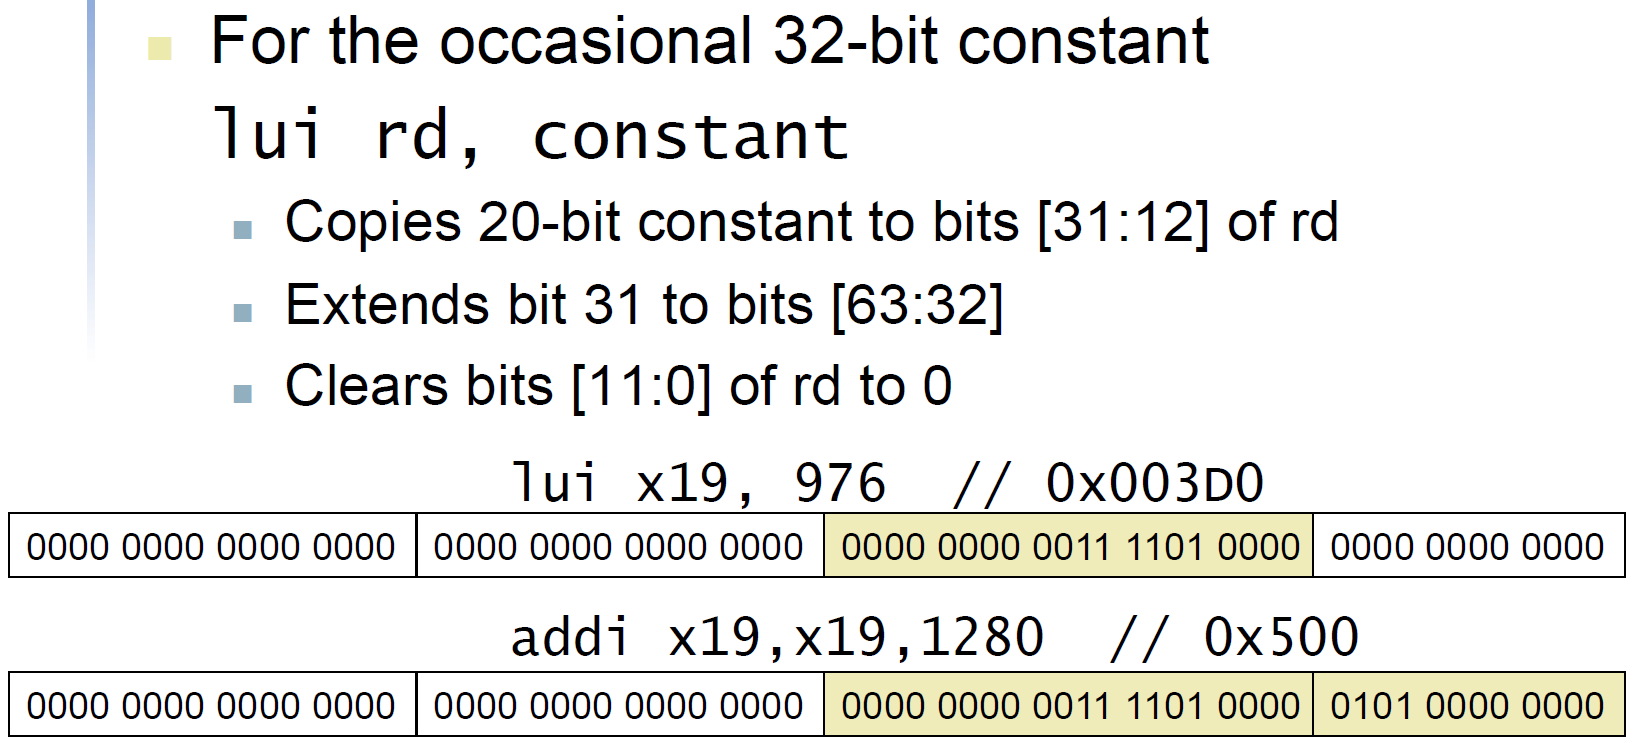 For the occasional 32-bit constant
lui rd, constant
Copies 20-bit constant to bits [31:12] of rd
Extends bit 31 to bits [63:32]
Clears bits [11:0] of rd to 0
lui x19, 976 // 0x003D0
0000 0000 0000 0000 0000 0000 0000 0000 0000 0000 0011 1101 0000 0000 0000 0000
addi x19,x19,1280 // 0x500
0000 0000 0000 0000 0000 0000 0000 0000 0000 0000 0011 1101 0000 0101 0000 0000